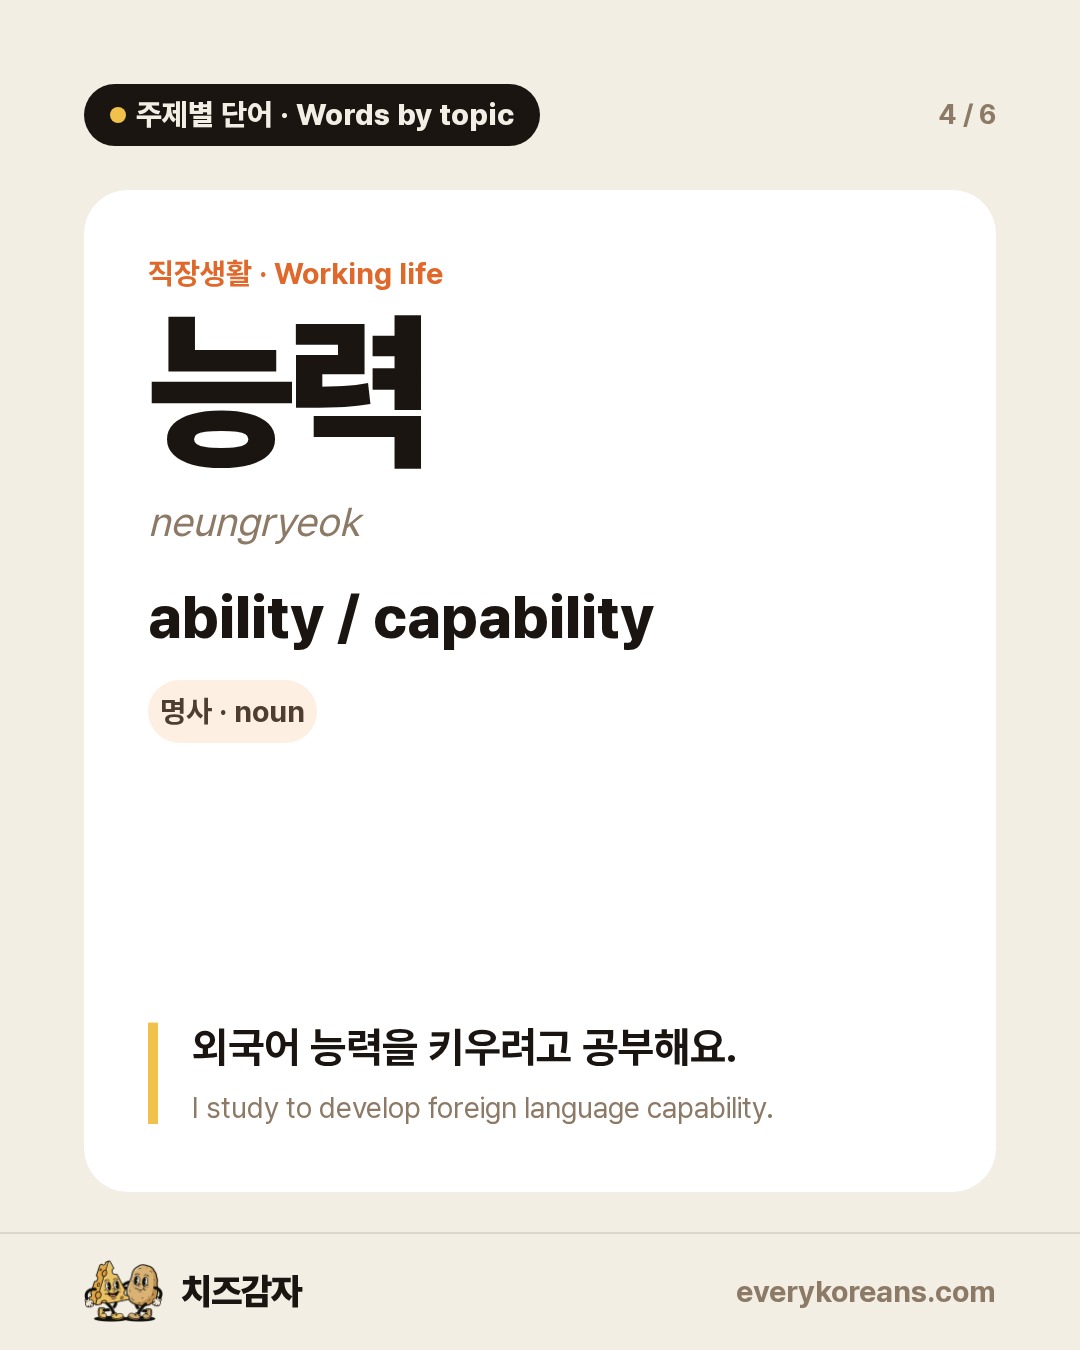 주제별 단어 · Words by topic
4 / 6
직장생활 · Working life
능력
neungryeok
ability / capability
명사 · noun
외국어 능력을 키우려고 공부해요.
I study to develop foreign language capability.
치즈감자
everykoreans.com